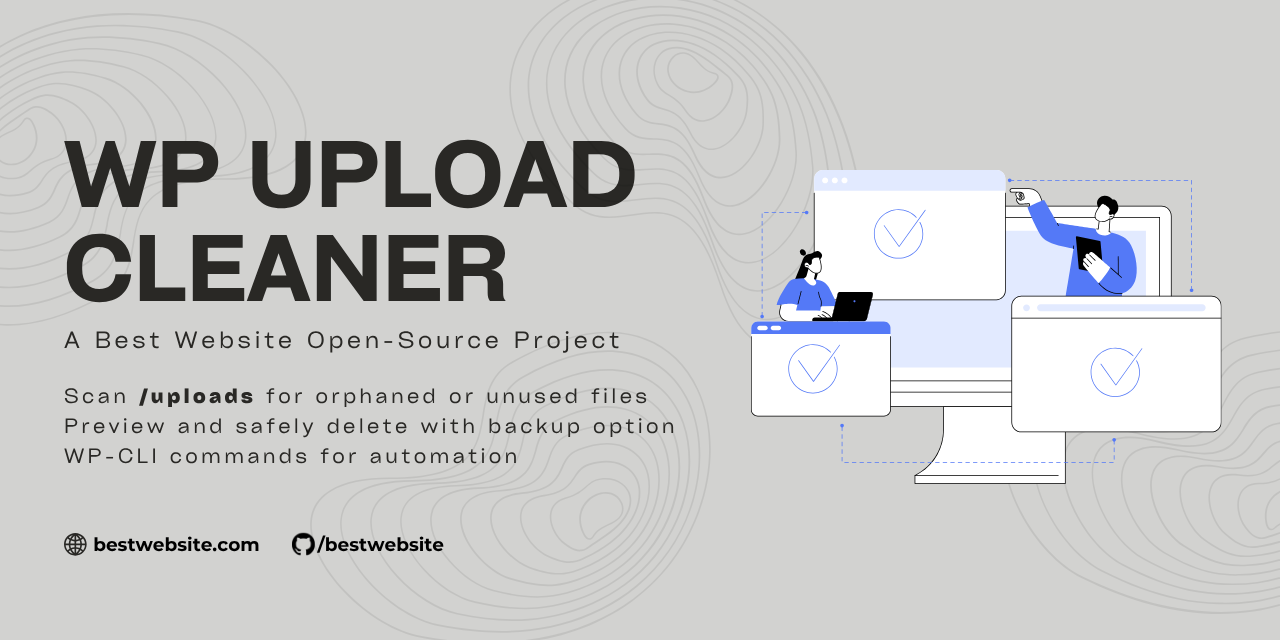 WP UPLOAD
CLEANER
A Best Website Open-Source Project
Scan /uploads for orphaned or unused files
Preview and safely delete with backup option
WP-CLI commands for automation
bestwebsite.com /bestwebsite